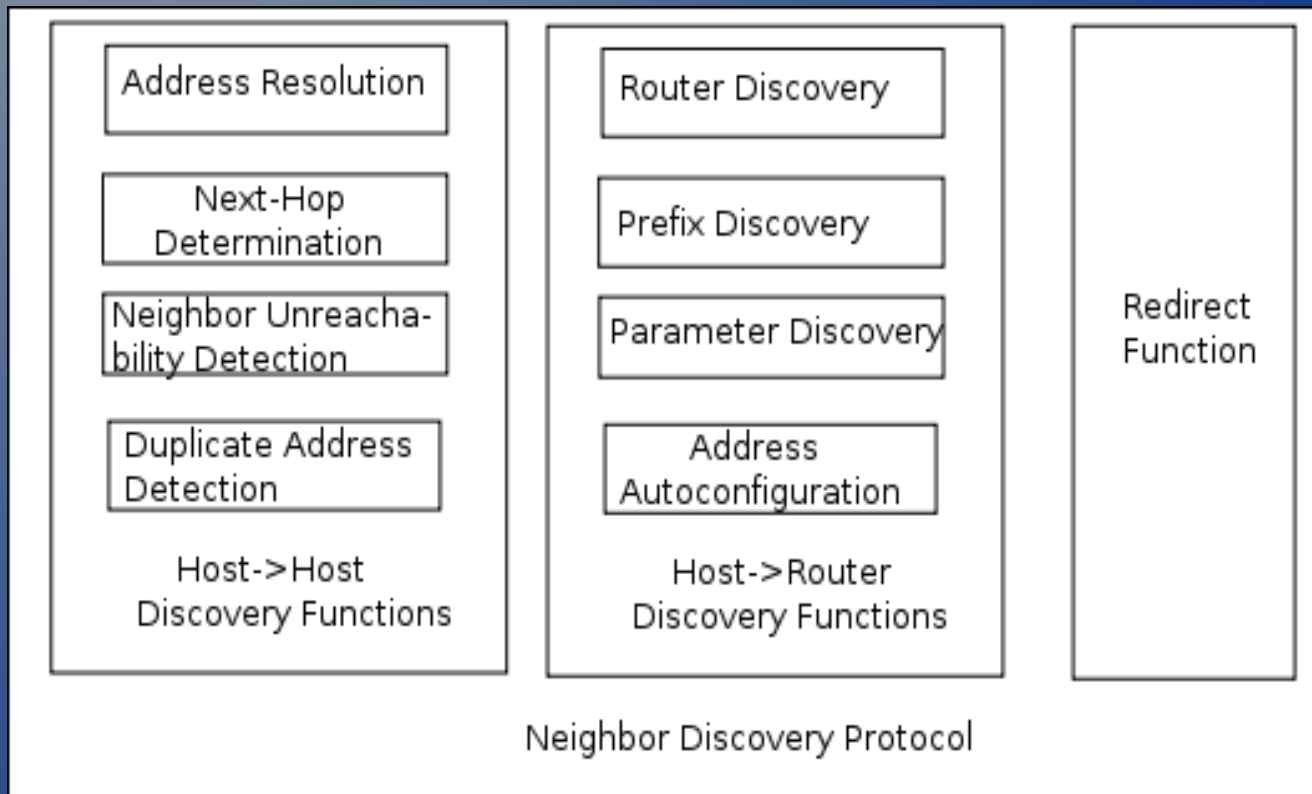 Address Resolution
Next-Hop
Determination
Neighbor Unreacha-
bility Detection
Duplicate Address
Detection
Host->Host
Discovery Functions
Router Discovery
Prefix Discovery
Parameter Discovery
Address
Autoconfiguration
Host->Router
Discovery Functions
Redirect
Function
Neighbor Discovery Protocol